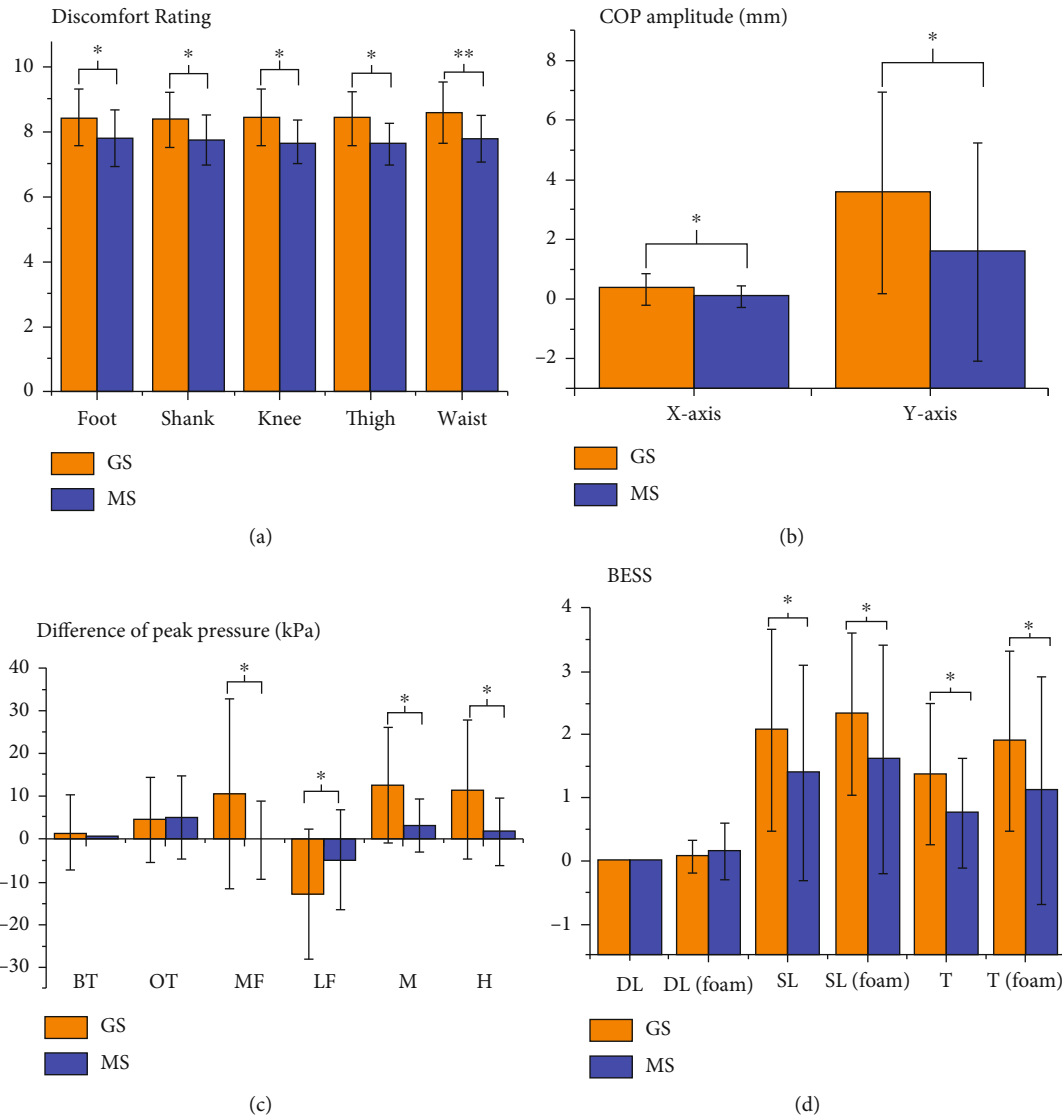 Discomfort Rating
10
8
6
4
2
0
* * * * **
Foot Shank Knee Thigh Waist
GS
MS
(a)
COP amplitude (mm)
8
6
4
2
0
−2
* *
X-axis Y-axis
GS
MS
(b)
Difference of peak pressure (kPa)
40
30
20
10
0
−10
−20
−30
* * * *
BT OT MF LF M H
GS
MS
(c)
BESS
4
3
2
1
0
−1
* * * *
DL DL (foam) SL SL (foam) T T (foam)
GS
MS
(d)